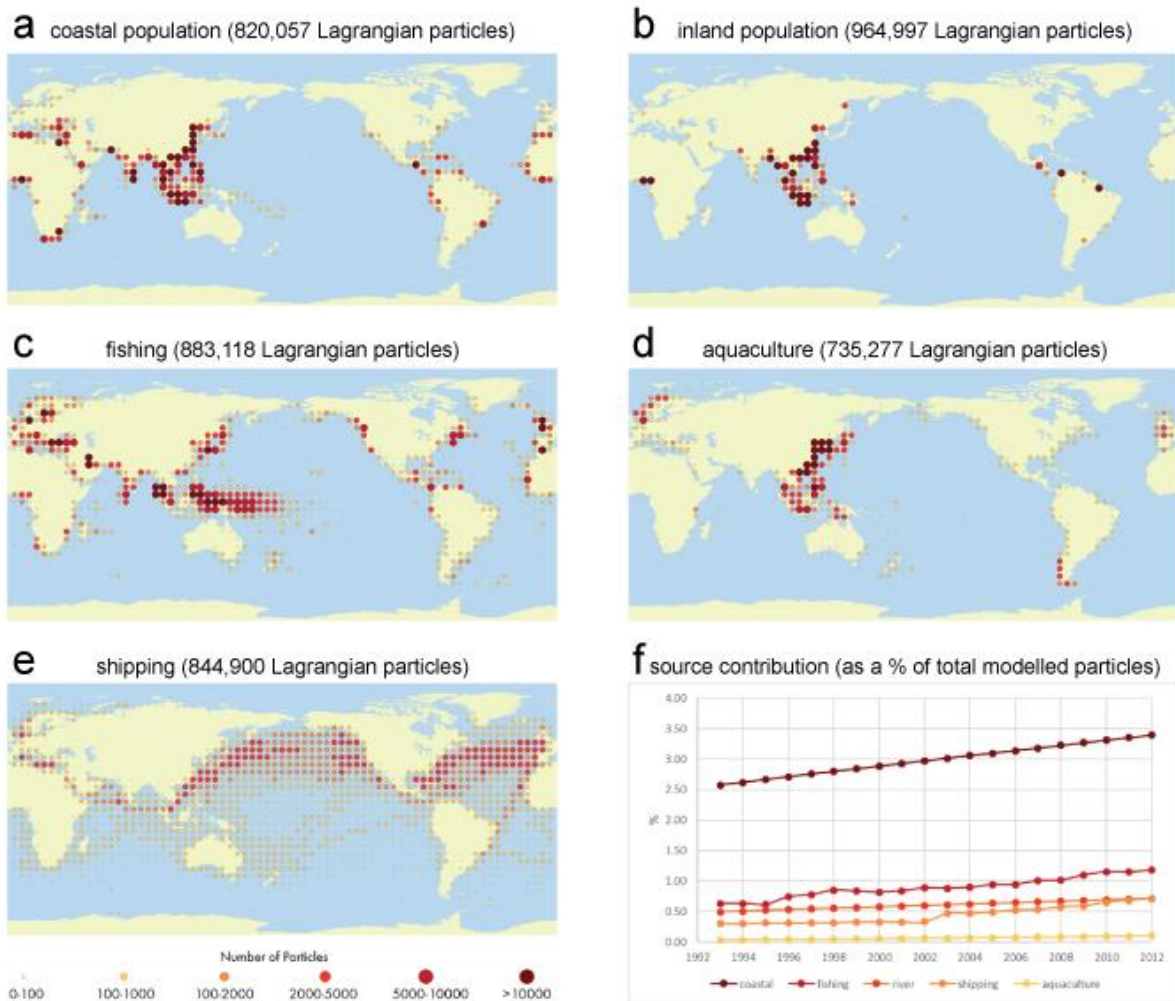 a coastal population (820,057 Lagrangian particles)
b inland population (964,997 Lagrangian particles)
c fishing (883,118 Lagrangian particles)
d aquaculture (735,277 Lagrangian particles)
e shipping (844,900 Lagrangian particles)
f source contribution (as a % of total modelled particles)
4.00
3.50
3.00
2.50
2.00
1.50
1.00
0.50
0.00
%
1992 1994 1996 1998 2000 2002 2004 2006 2008 2010 2012
coastal fishing river shipping aquaculture
Number of Particles
0-100 100-1000 100-2000 2000-5000 5000-10000 >10000